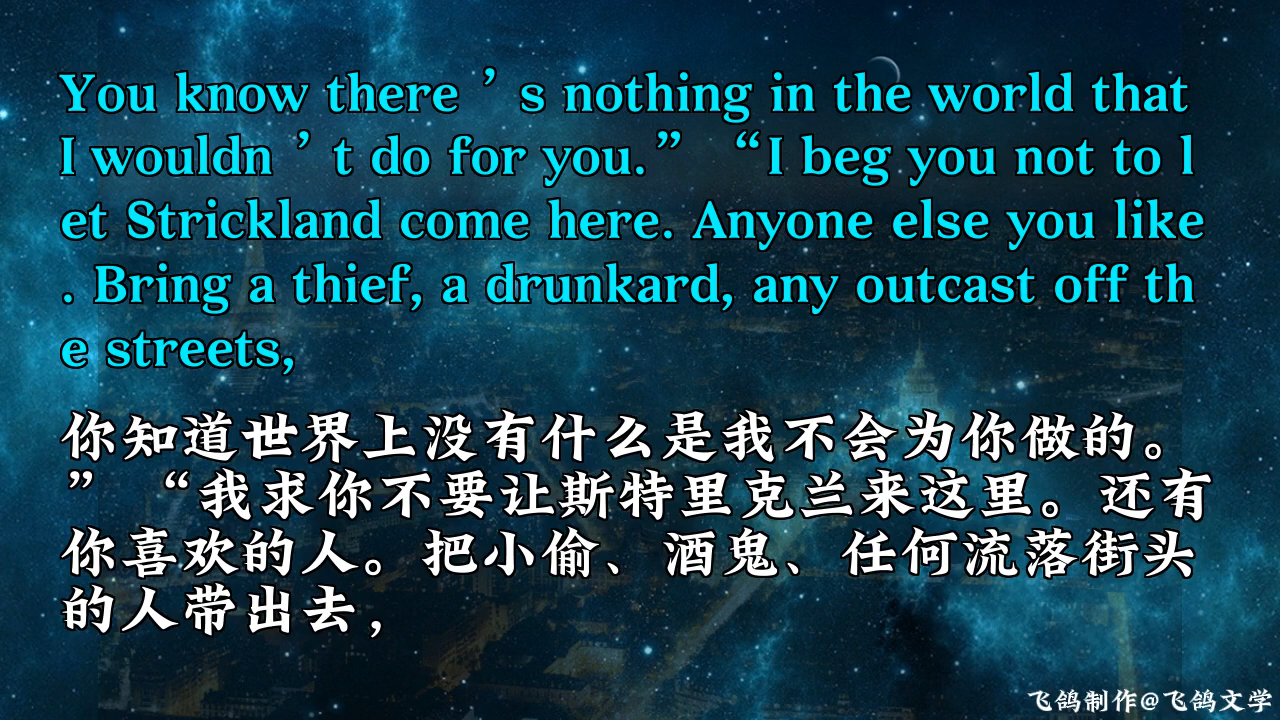 You know there ’ s nothing in the world that
I wouldn ’ t do for you.” “I beg you not to l
et Strickland come here. Anyone else you like
. Bring a thief, a drunkard, any outcast off th
e streets,
你知道世界上没有什么是我不会为你做的。
” “我求你不要让斯特里克兰来这里。还有
你喜欢的人。把小偷、酒鬼、任何流落街头
的人带出去，
飞鸽制作@飞鸽文学